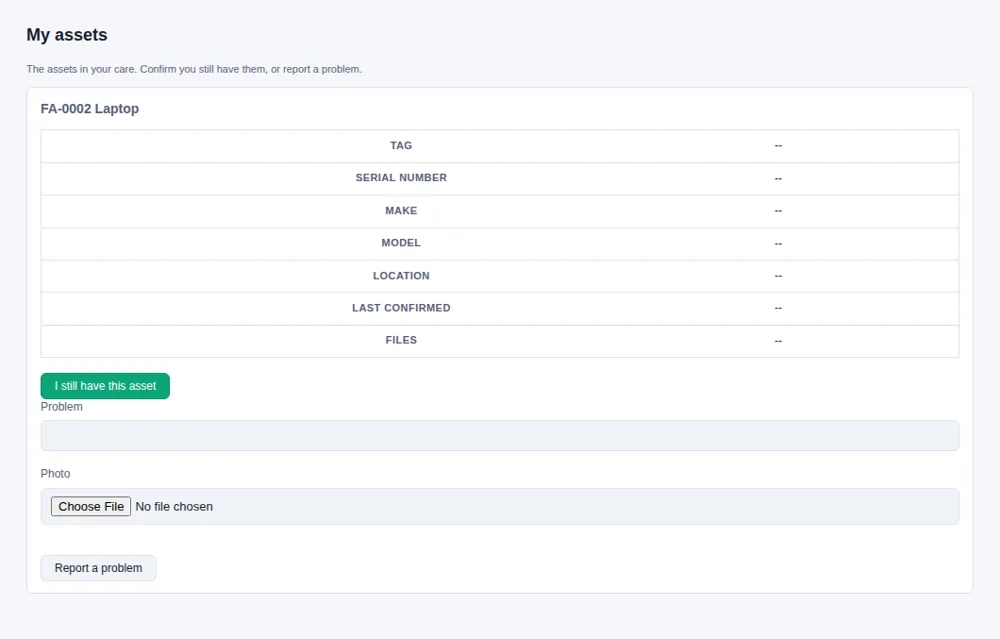 My assets
The assets in your care. Confirm you still have them, or report a problem.
FA-0002 Laptop
TAG --
SERIAL NUMBER --
MAKE --
MODEL --
LOCATION --
LAST CONFIRMED --
FILES --
I still have this asset
Problem
Photo
Choose File No file chosen
Report a problem